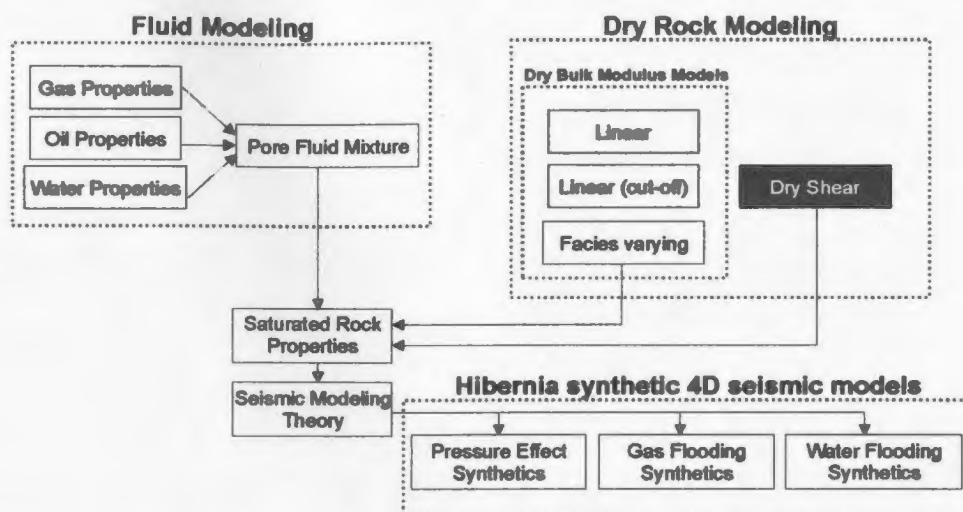 Fluid Modeling
Gas Properties
Oil Properties
Water Properties
Pore Fluid Mixture
Dry Rock Modeling
Dry Bulk Modulus Models
Linear
Linear (cut-off)
Facies varying
Dry Shear
Saturated Rock
Properties
Seismic Modeling
Theory
Hibernia synthetic 4D seismic models
Pressure Effect
Synthetics
Gas Flooding
Synthetics
Water Flooding
Synthetics